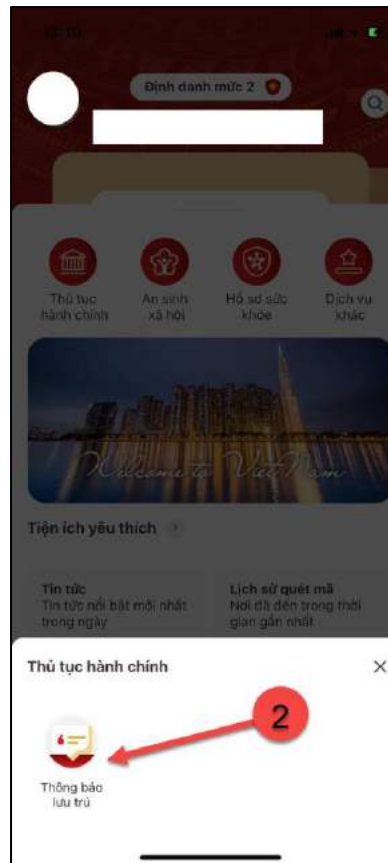 Định danh mức 2
Thủ tục
hành chính
An sinh
xã hội
Hồ sơ sức
khỏe
Dịch vụ
khác
Welcome to Viet Nam
Tiện ích yêu thích
Tin tức
Tin tức nổi bật mới nhất
trong ngày
Lịch sử quét mã
Nơi đã đến trong thời
gian gần nhất
Thủ tục hành chính
2
Thông báo
lưu trú